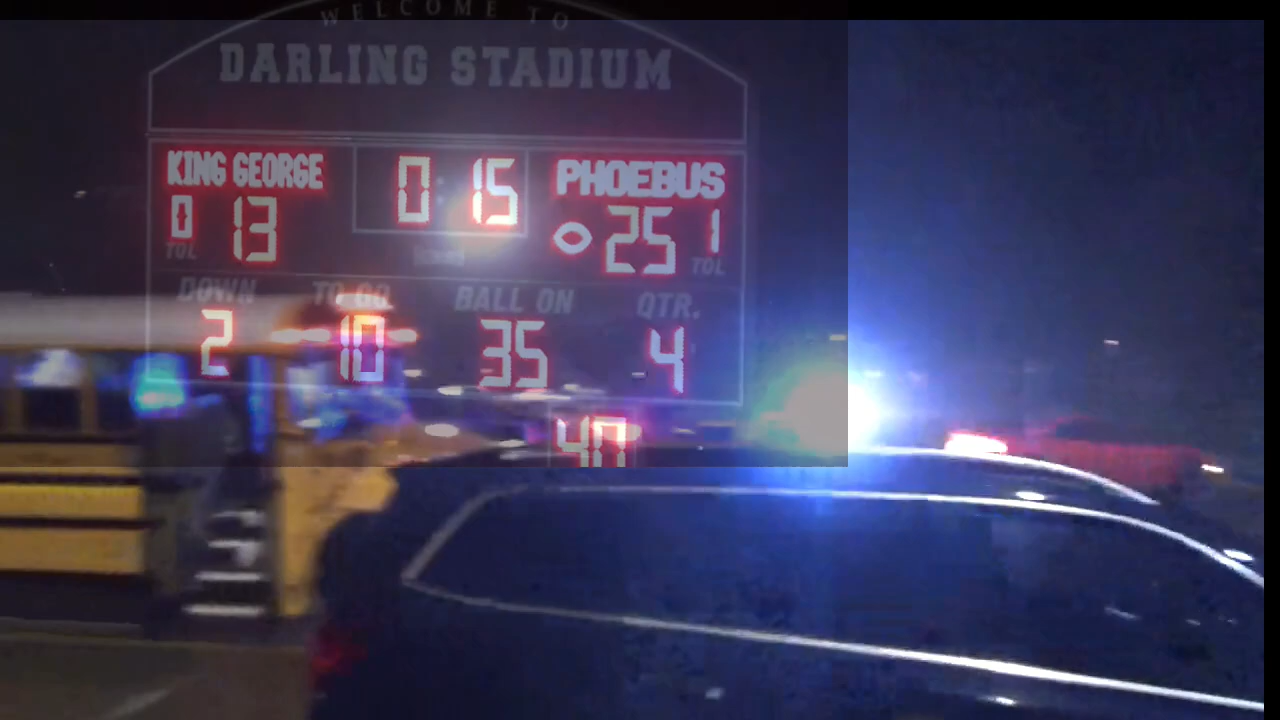 WELCOME TO
DARLING STADIUM
KING GEORGE 0:15 PHOEBUS
0 13 25 1
TOL TOL
DOWN TO GO BALL ON QTR.
2 10 35 4
40